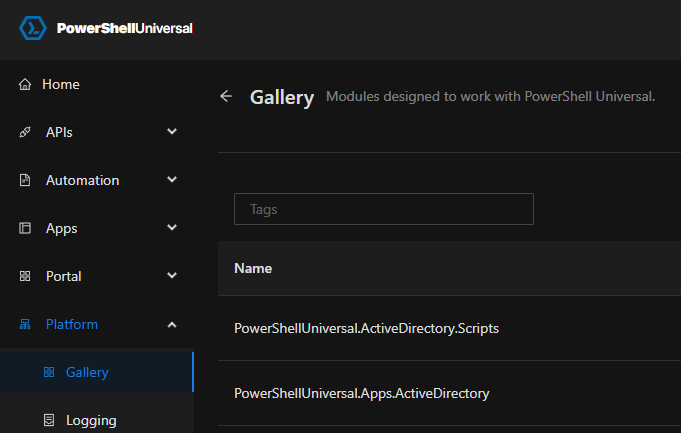 PowerShellUniversal
Home
APIs
Automation
Apps
Portal
Platform
Gallery
Logging
Gallery Modules designed to work with PowerShell Universal.
Tags
Name
PowerShellUniversal.ActiveDirectory.Scripts
PowerShellUniversal.Apps.ActiveDirectory